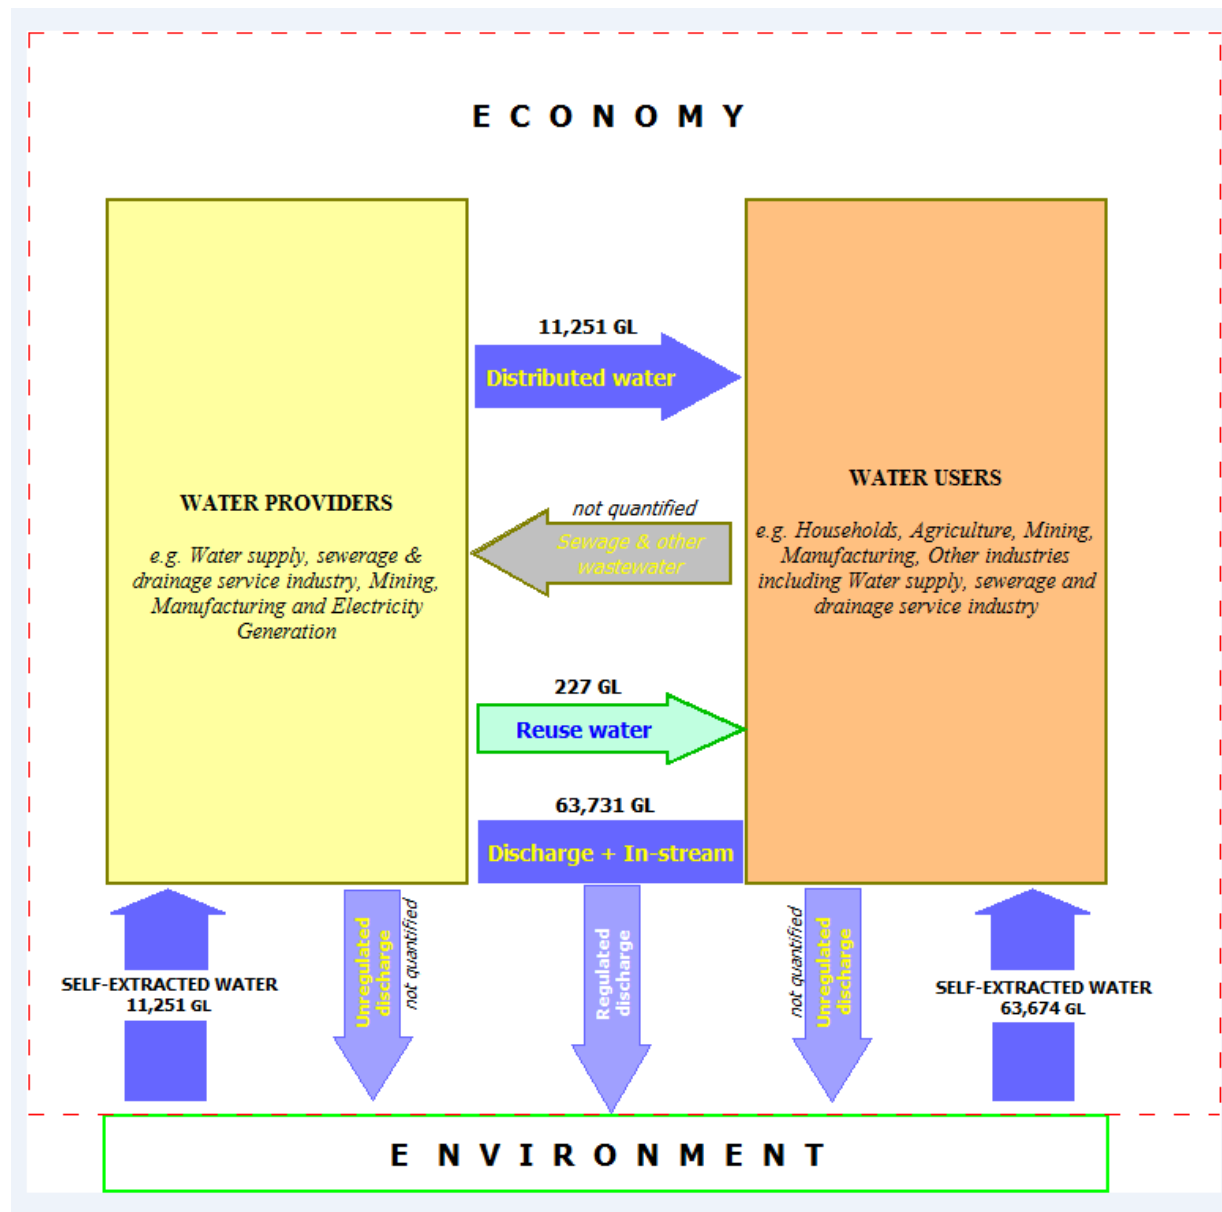 E C O N O M Y
11,251 GL
Distributed water
WATER PROVIDERS
e.g. Water supply, sewerage &
drainage service industry, Mining,
Manufacturing and Electricity
Generation
not quantified
Sewage & other
wastewater
WATER USERS
e.g. Households, Agriculture, Mining,
Manufacturing, Other industries
including Water supply, sewerage and
drainage service industry
227 GL
Reuse water
63,731 GL
Discharge + In-stream
SELF-EXTRACTED WATER
11,251 GL
Unregulated
discharge
not quantified
Regulated
discharge
not quantified
Unregulated
discharge
SELF-EXTRACTED WATER
63,674 GL
E N V I R O N M E N T